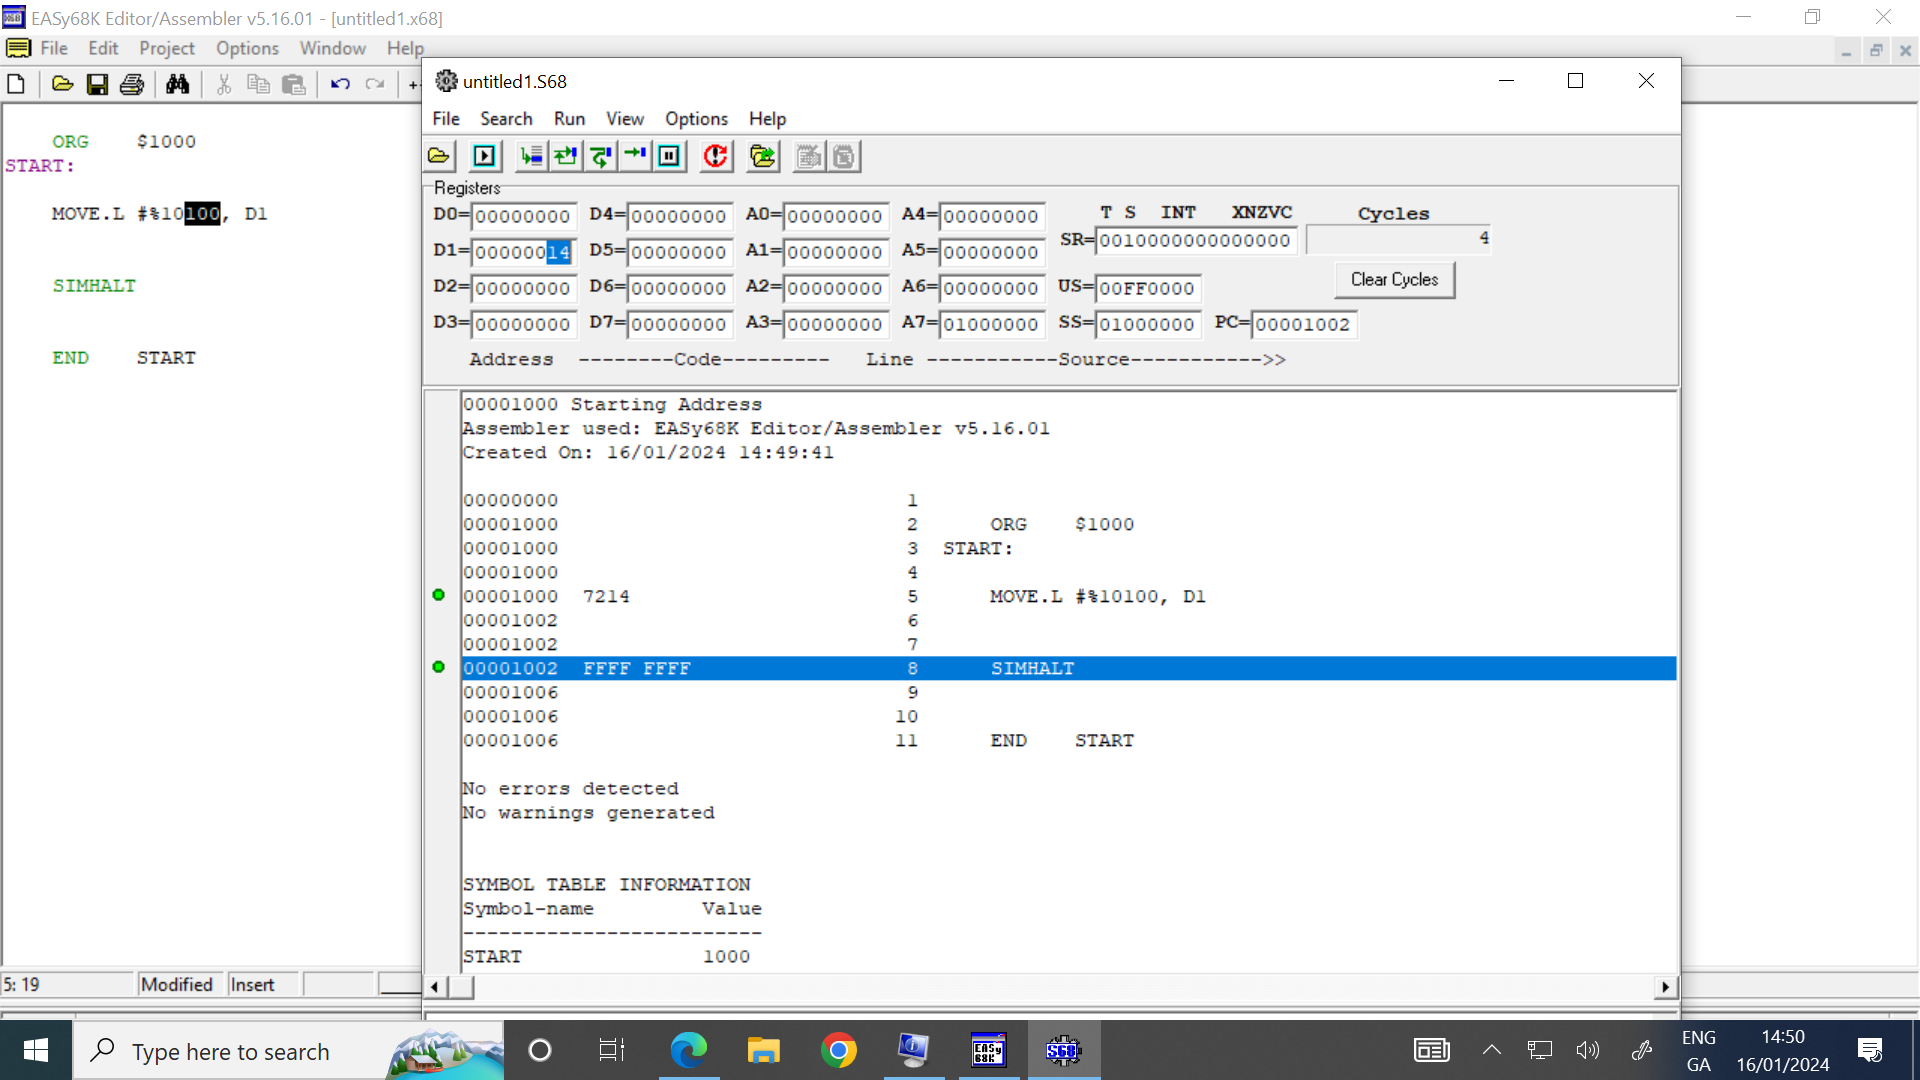 EASy68K Editor/Assembler v5.16.01 - [untitled1.x68]
File Edit Project Options Window Help
ORG $1000
START:
MOVE.L #%10100, D1
SIMHALT
END START
5: 19 Modified Insert
untitled1.S68
File Search Run View Options Help
Registers
D0= 00000000 D4= 00000000 A0= 00000000 A4= 00000000 T S INT XNZVC Cycles
D1= 00000014 D5= 00000000 A1= 00000000 A5= 00000000 SR= 0010000000000000 4
D2= 00000000 D6= 00000000 A2= 00000000 A6= 00000000 US= 00FF0000 Clear Cycles
D3= 00000000 D7= 00000000 A3= 00000000 A7= 01000000 SS= 01000000 PC= 00001002
Address --------Code--------- Line -----------Source----------->>
00001000 Starting Address
Assembler used: EASy68K Editor/Assembler v5.16.01
Created On: 16/01/2024 14:49:41
00000000 1
00001000 2 ORG $1000
00001000 3 START:
00001000 4
00001000 7214 5 MOVE.L #%10100, D1
00001002 6
00001002 7
00001002 FFFF FFFF 8 SIMHALT
00001006 9
00001006 10
00001006 11 END START
No errors detected
No warnings generated
SYMBOL TABLE INFORMATION
Symbol-name Value
-------------------------
START 1000
Type here to search
EASy
68K
S68
ENG
GA
14:50
16/01/2024